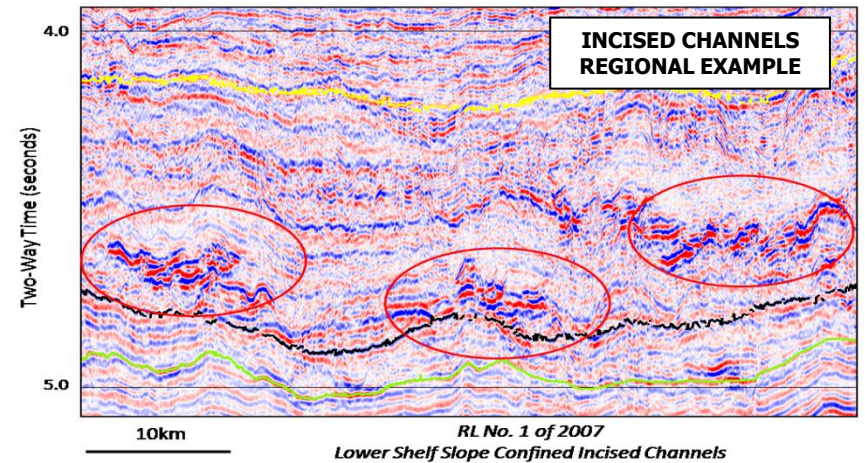 4.0
INCISED CHANNELS
REGIONAL EXAMPLE
Two-Way Time (seconds)
5.0
10km
RL No. 1 of 2007
Lower Shelf Slope Confined Incised Channels